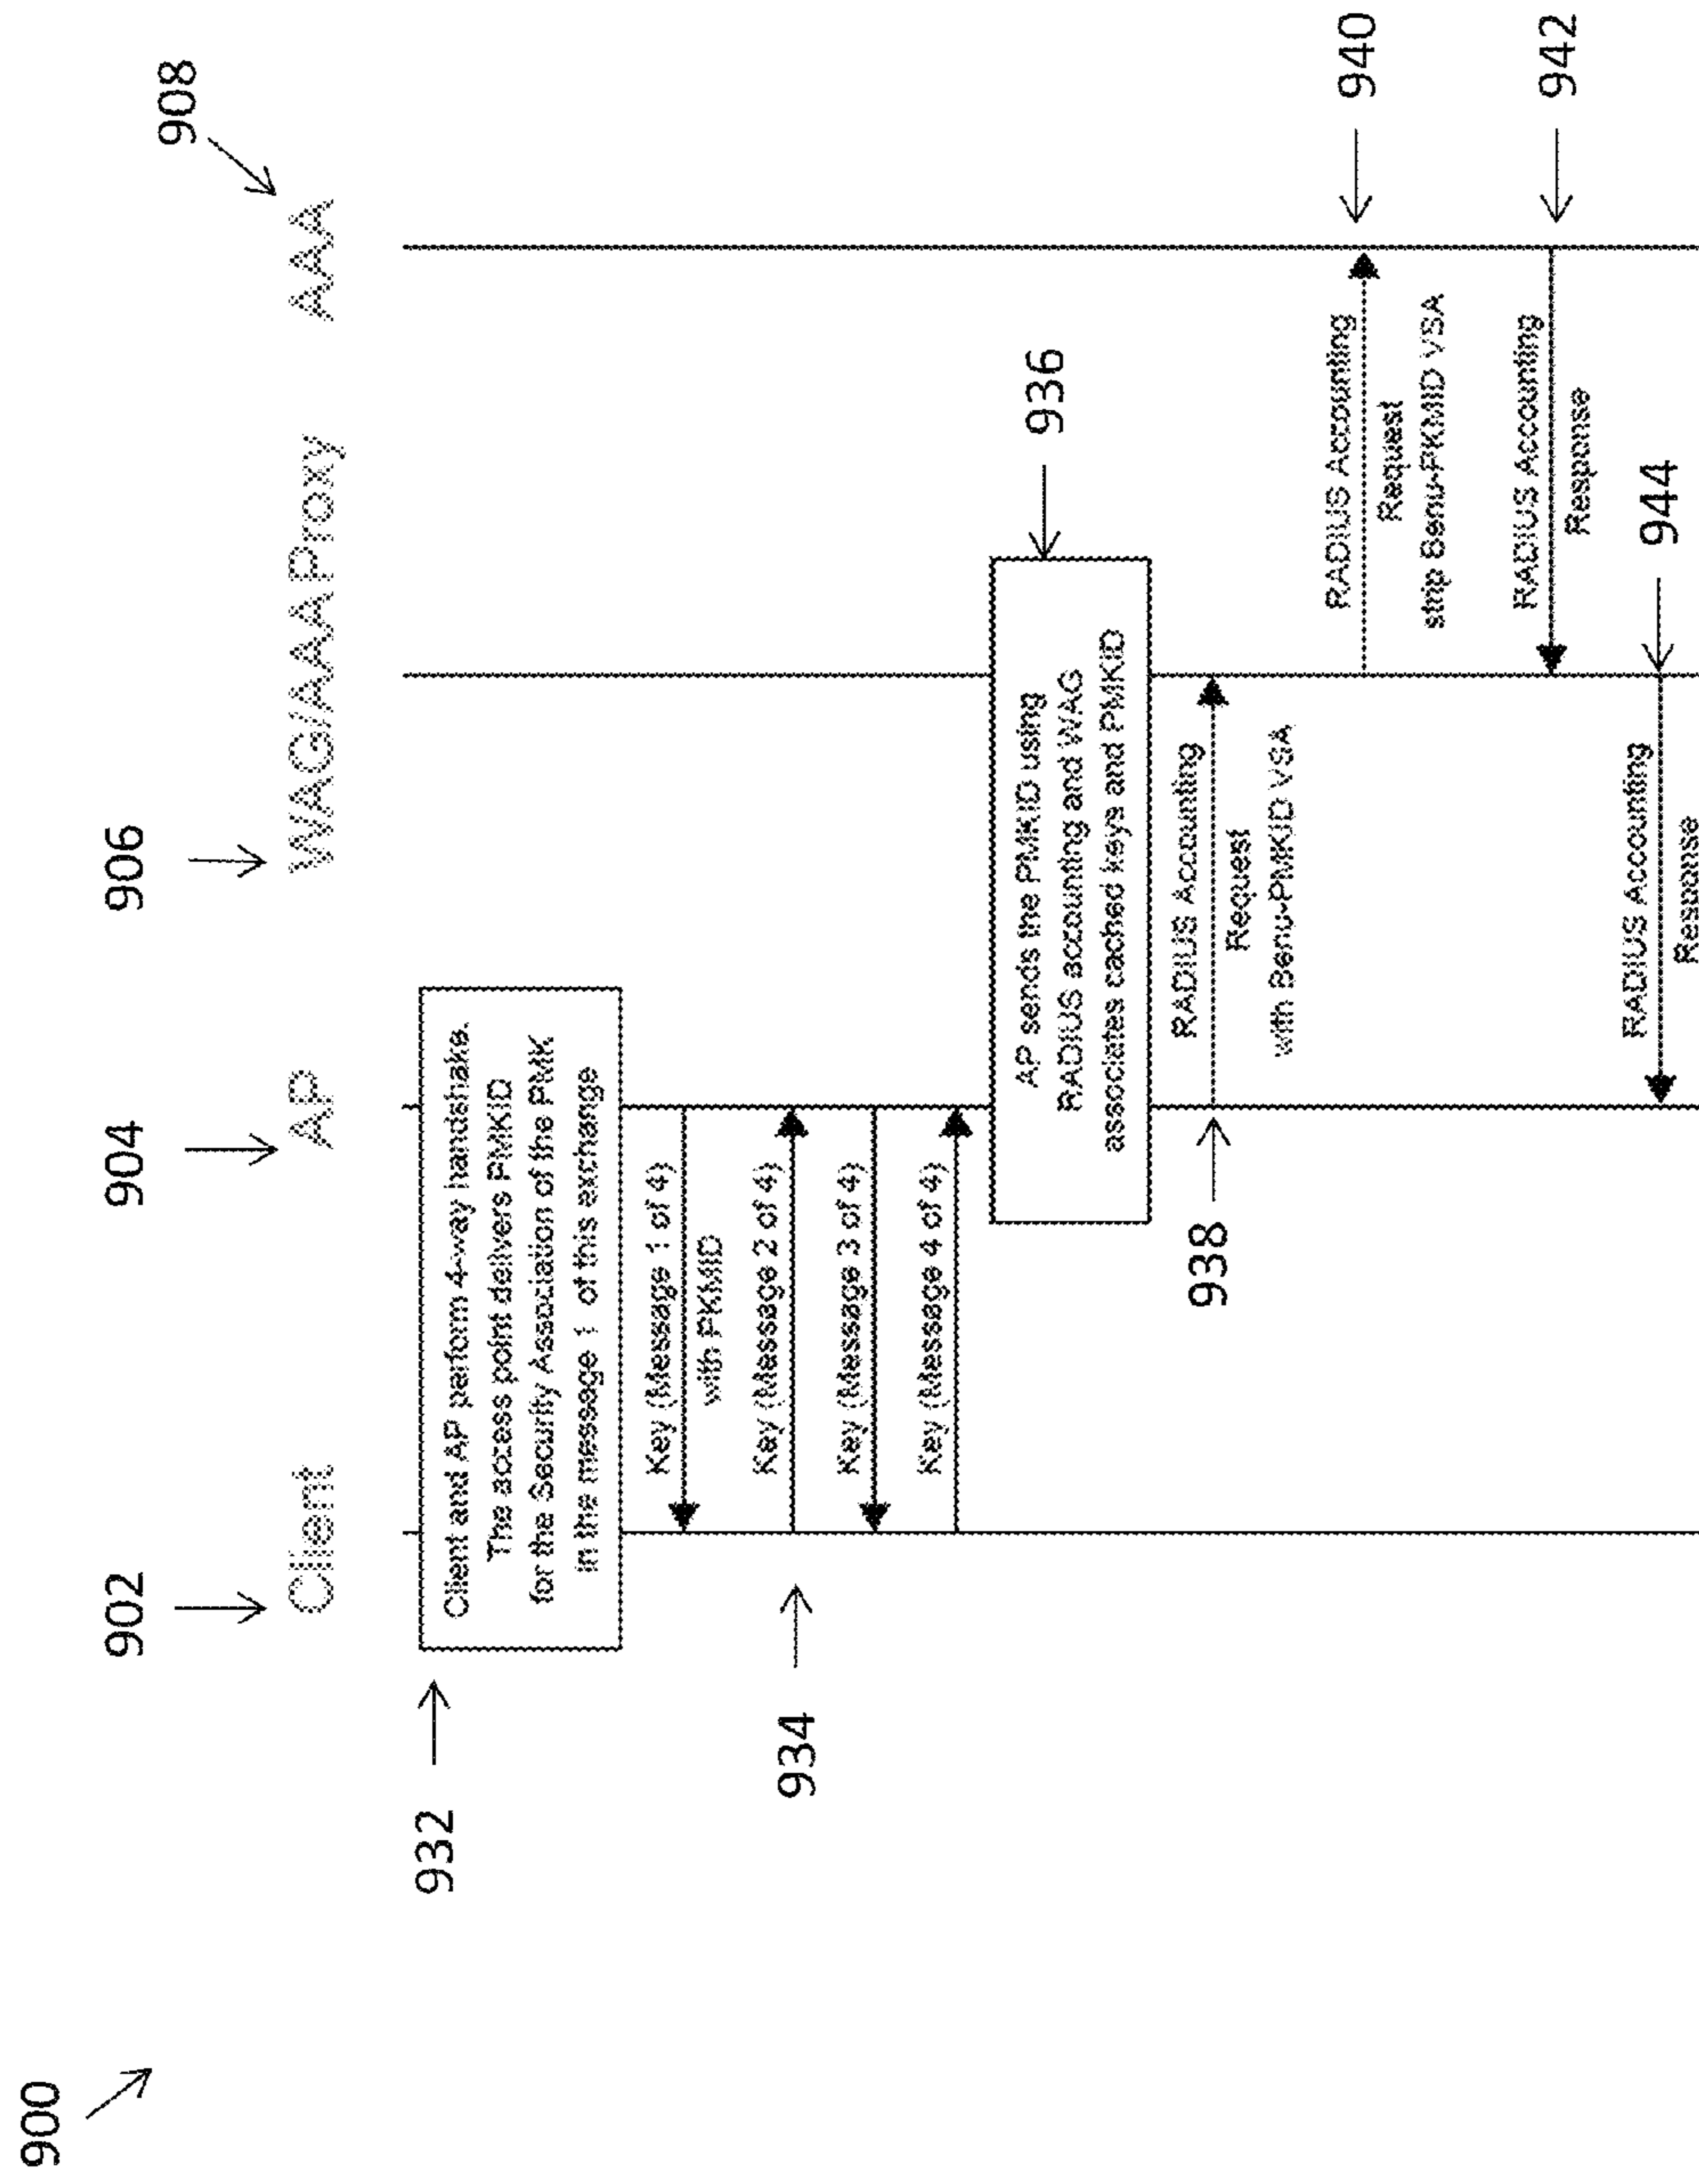 900
902
904
906
908
Client
AP
WAG/AAA Proxy
AAA
932
Client and AP perform 4-way handshake.
The access point delivers PMKID
for the Security Association of the PMK
in the message 1 of this exchange
Key (Message 1 of 4)
with PKMID
934
Key (Message 2 of 4)
Key (Message 3 of 4)
Key (Message 4 of 4)
AP sends the PMKID using
RADIUS accounting and WAG
associates cached keys and PMKID
936
938
RADIUS Accounting
Request
with Benu-PMKID VSA
RADIUS Accounting
Request
strip Benu-PKMID VSA
940
RADIUS Accounting
Response
942
944
RADIUS Accounting
Response